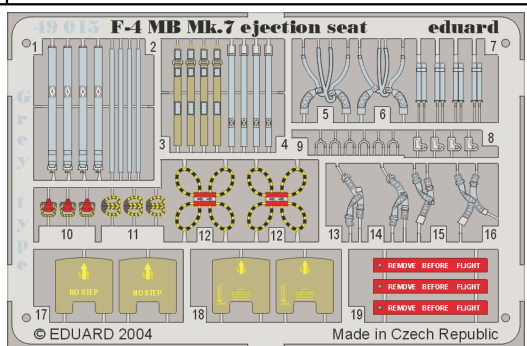 49 015 F-4 MB Mk.7 ejection seat eduard
1 2 3 4 5 6 7
9 8
Grey type
10 11 12 12 13 14 15 16
NO STEP NO STEP
REMOVE BEFORE FLIGHT
REMOVE BEFORE FLIGHT
REMOVE BEFORE FLIGHT
17 18 19
© EDUARD 2004 Made in Czech Republic